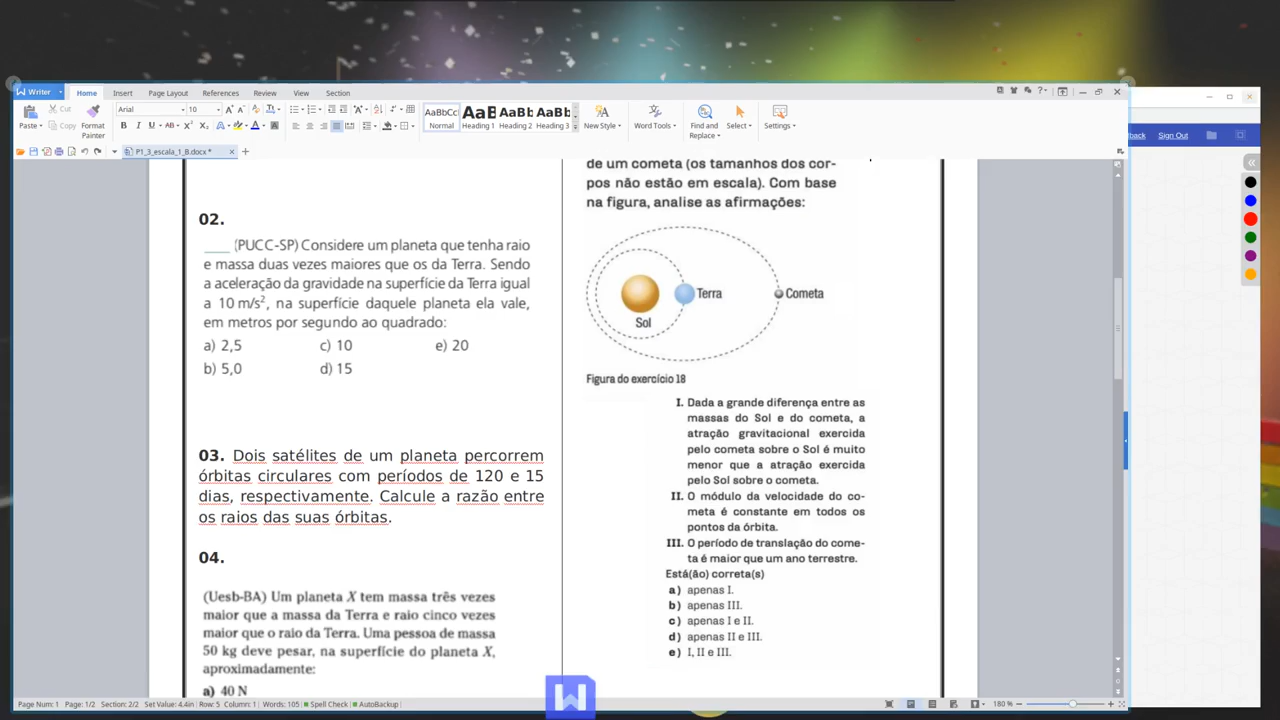 Writer
Home
Insert
Page Layout
References
Review
View
Section
Paste
Cut
Copy
Format
Painter
Arial
10
AaBbCc
Normal
AaB
Heading 1
AaBb
Heading 2
AaBb
Heading 3
New Style
Word Tools
Find and
Replace
Select
Settings
back
Sign Out
P1_3_escala_1_B.docx *
02.
____ (PUCC-SP) Considere um planeta que tenha raio
e massa duas vezes maiores que os da Terra. Sendo
a aceleração da gravidade na superfície da Terra igual
a 10 m/s², na superfície daquele planeta ela vale,
em metros por segundo ao quadrado:
a) 2,5 c) 10 e) 20
b) 5,0 d) 15
03. Dois satélites de um planeta percorrem
órbitas circulares com períodos de 120 e 15
dias, respectivamente. Calcule a razão entre
os raios das suas órbitas.
04.
(Uesb-BA) Um planeta X tem massa três vezes
maior que a massa da Terra e raio cinco vezes
maior que o raio da Terra. Uma pessoa de massa
50 kg deve pesar, na superfície do planeta X,
aproximadamente:
a) 40 N
de um cometa (os tamanhos dos cor-
pos não estão em escala). Com base
na figura, analise as afirmações:
Terra
Cometa
Sol
Figura do exercício 18
I. Dada a grande diferença entre as
massas do Sol e do cometa, a
atração gravitacional exercida
pelo cometa sobre o Sol é muito
menor que a atração exercida
pelo Sol sobre o cometa.
II. O módulo da velocidade do co-
meta é constante em todos os
pontos da órbita.
III. O período de translação do come-
ta é maior que um ano terrestre.
Está(ão) correta(s)
a) apenas I.
b) apenas III.
c) apenas I e II.
d) apenas II e III.
e) I, II e III.
Page Num: 1 Page: 1/2 Section: 2/2 Set Value: 4.4in Row: 5 Column: 1 Words: 105 Spell Check AutoBackup
180 %